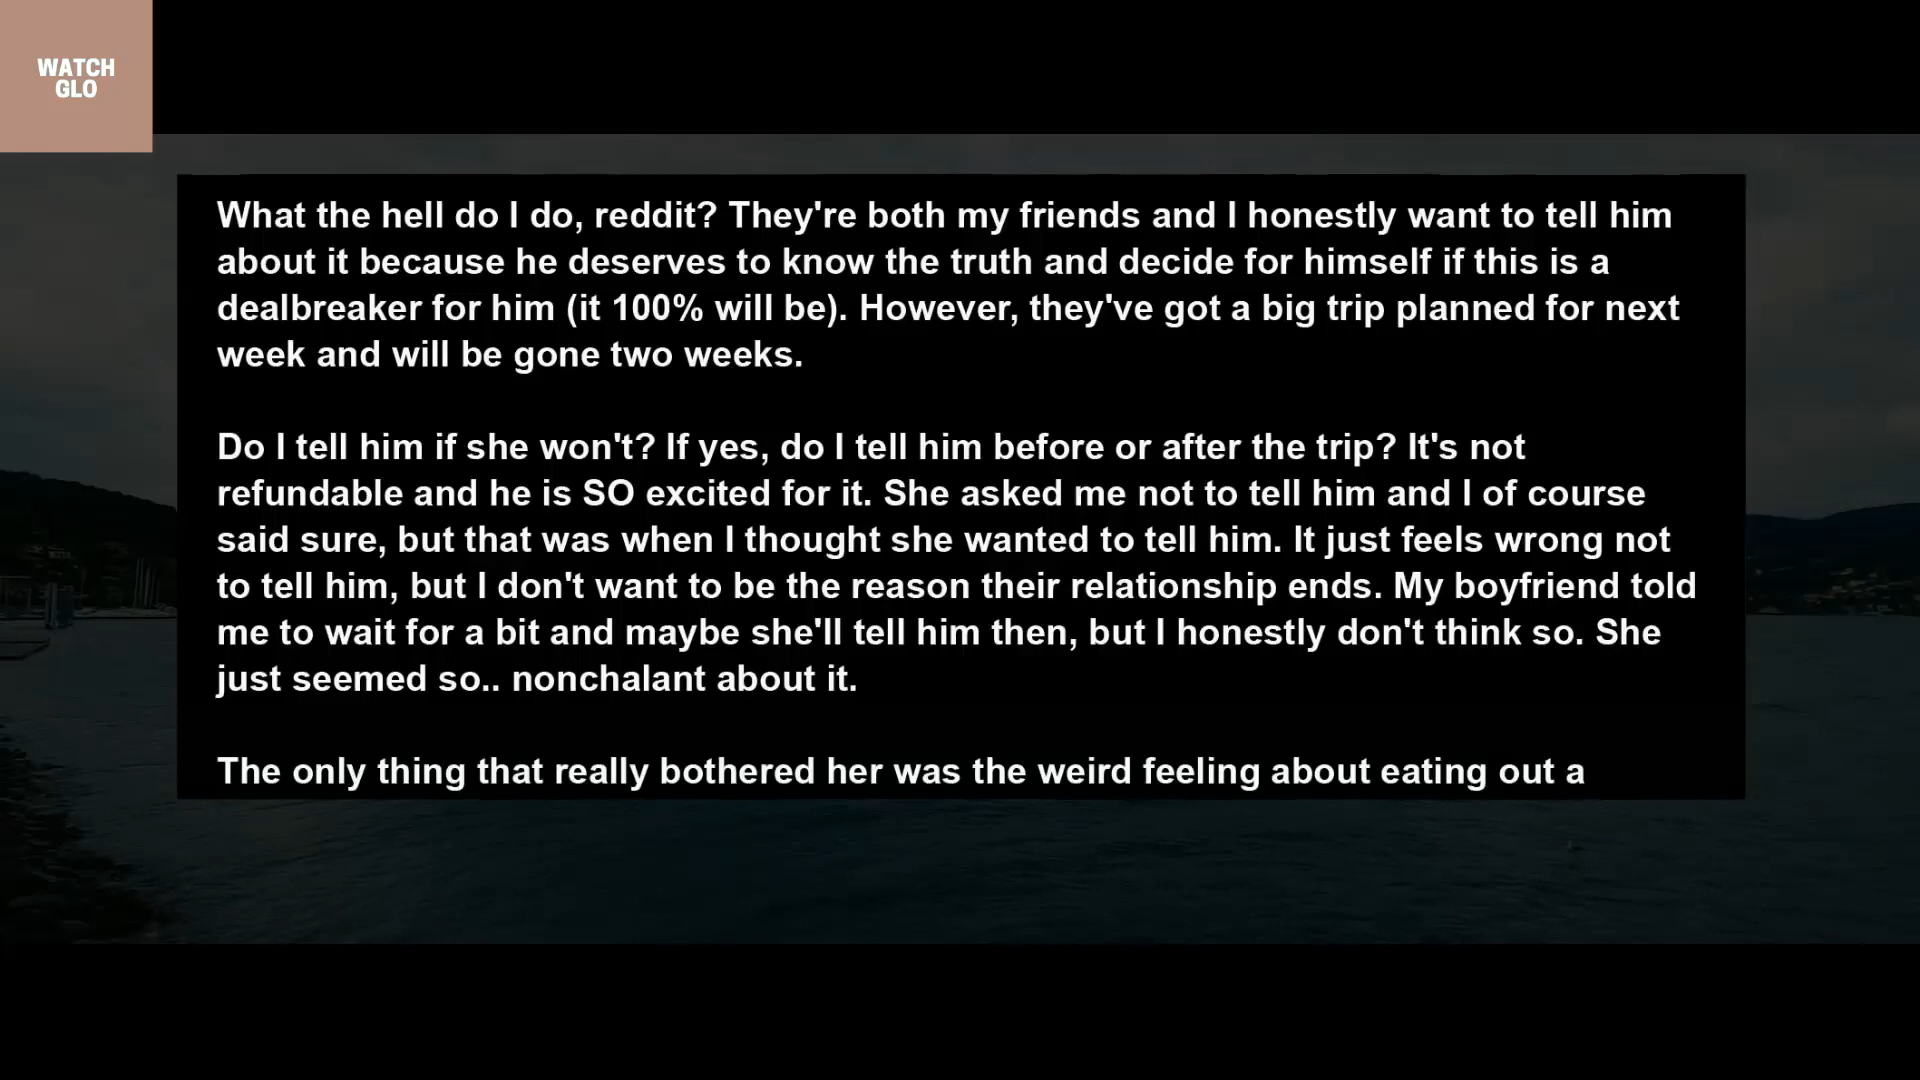 WATCH
GLO
What the hell do I do, reddit? They're both my friends and I honestly want to tell him
about it because he deserves to know the truth and decide for himself if this is a
dealbreaker for him (it 100% will be). However, they've got a big trip planned for next
week and will be gone two weeks.
Do I tell him if she won't? If yes, do I tell him before or after the trip? It's not
refundable and he is SO excited for it. She asked me not to tell him and I of course
said sure, but that was when I thought she wanted to tell him. It just feels wrong not
to tell him, but I don't want to be the reason their relationship ends. My boyfriend told
me to wait for a bit and maybe she'll tell him then, but I honestly don't think so. She
just seemed so.. nonchalant about it.
The only thing that really bothered her was the weird feeling about eating out a